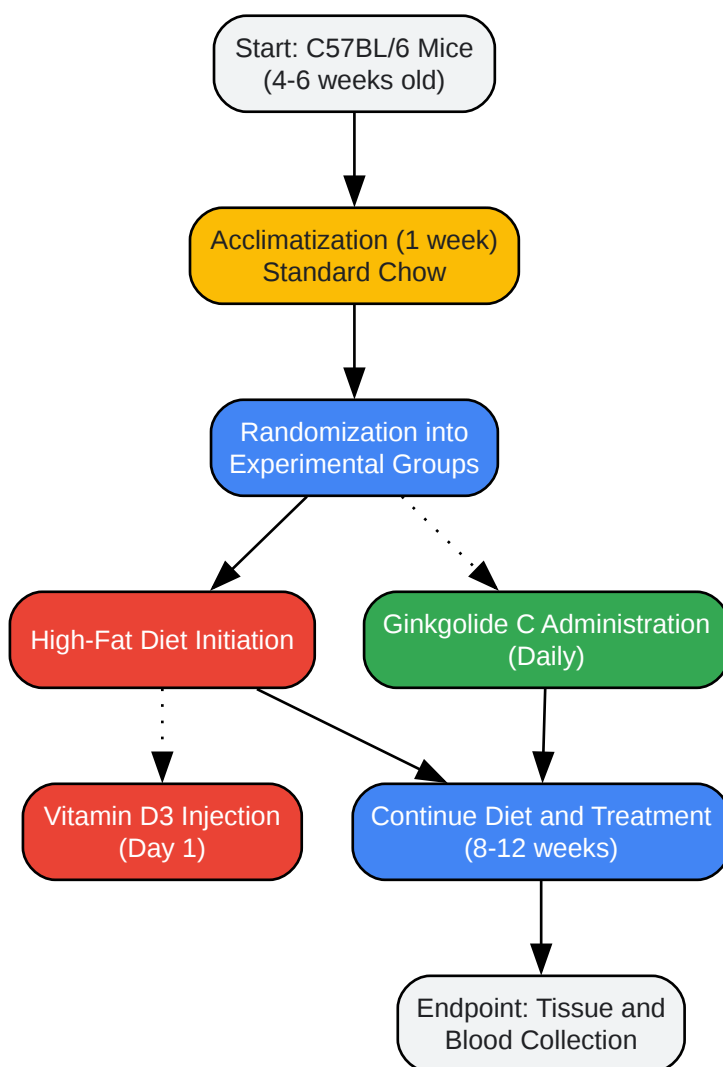 Start: C57BL/6 Mice
(4-6 weeks old)
Acclimatization (1 week)
Standard Chow
Randomization into
Experimental Groups
High-Fat Diet Initiation
Ginkgolide C Administration
(Daily)
Vitamin D3 Injection
(Day 1)
Continue Diet and Treatment
(8-12 weeks)
Endpoint: Tissue and
Blood Collection